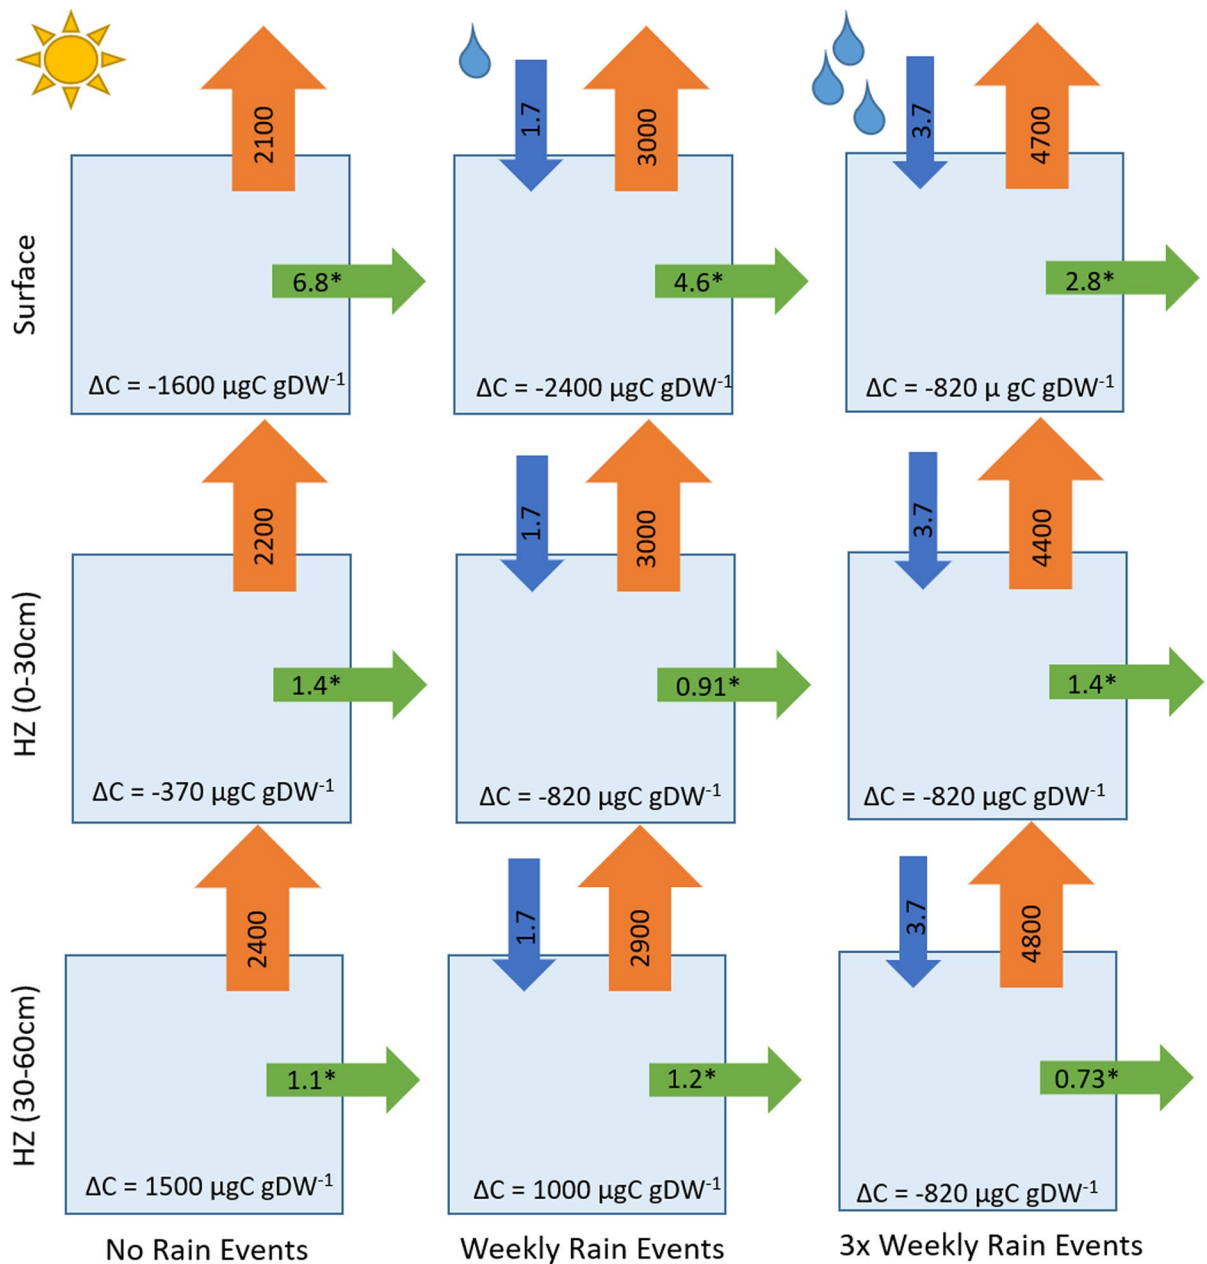 2100
1.7
3000
3.7
4700
Surface
6.8*
4.6*
2.8*
ΔC = -1600 µgC gDW⁻¹
ΔC = -2400 µgC gDW⁻¹
ΔC = -820 µ gC gDW⁻¹
2200
1.7
3000
3.7
4400
HZ (0-30cm)
1.4*
0.91*
1.4*
ΔC = -370 µgC gDW⁻¹
ΔC = -820 µgC gDW⁻¹
ΔC = -820 µgC gDW⁻¹
2400
1.7
2900
3.7
4800
HZ (30-60cm)
1.1*
1.2*
0.73*
ΔC = 1500 µgC gDW⁻¹
ΔC = 1000 µgC gDW⁻¹
ΔC = -820 µgC gDW⁻¹
No Rain Events
Weekly Rain Events
3x Weekly Rain Events